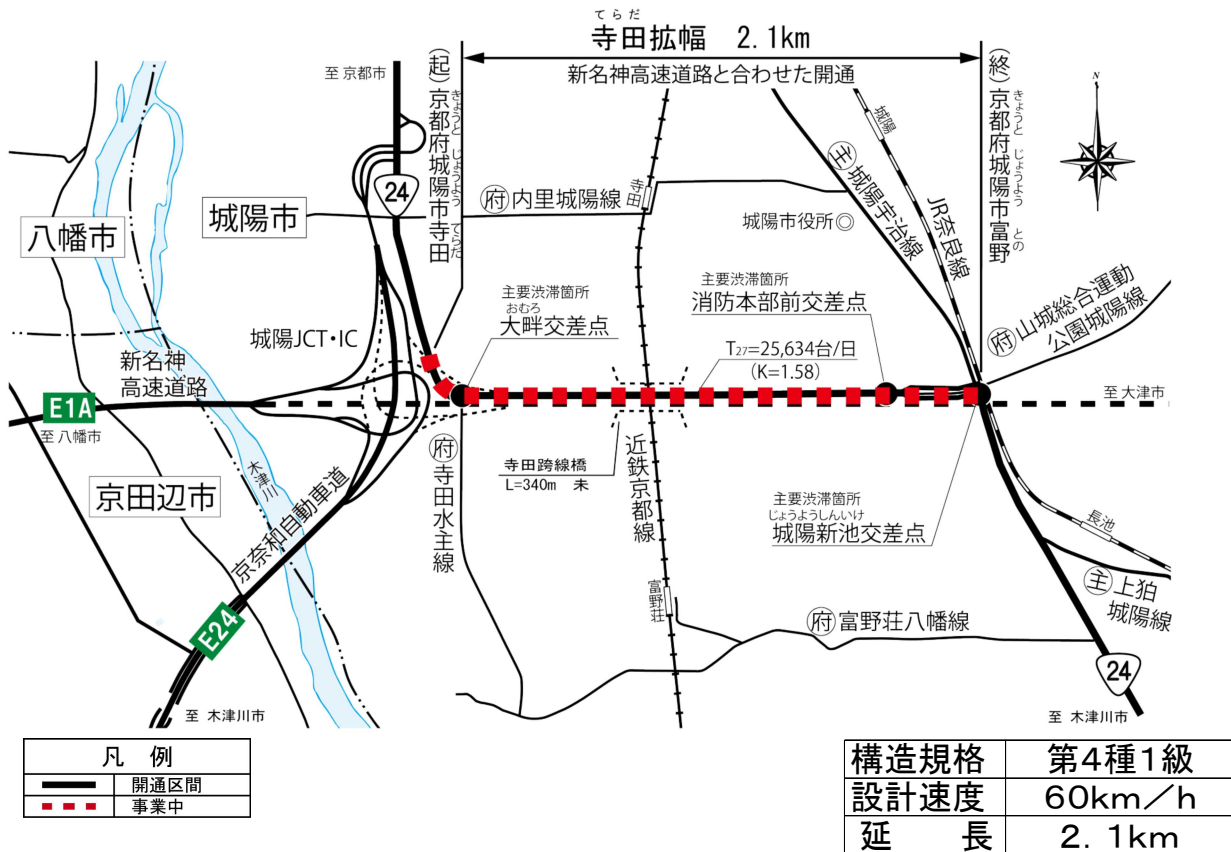 てらだ
寺田拡幅 2.1km
新名神高速道路と合わせた開通
(起)京都府城陽市寺田
きょうと じょうよう てらだ
(終)京都府城陽市富野
きょうと じょうよう との
至 京都市
N
24
八幡市
城陽市
府 内里城陽線
寺田
城陽
主 城陽宇治線
JR奈良線
城陽市役所◎
主要渋滞箇所
おむろ
大畔交差点
主要渋滞箇所
消防本部前交差点
府 山城総合運動
公園城陽線
城陽JCT・IC
新名神
高速道路
T27=25,634台/日
(K=1.58)
E1A
至 八幡市
至 大津市
京田辺市
木津川
京奈和自動車道
E24
府 寺田水主線
寺田跨線橋
L=340m 未
近鉄京都線
富野荘
主要渋滞箇所
じょうようしんいけ
城陽新池交差点
長池
主 上狛
城陽線
府 富野荘八幡線
24
至 木津川市
至 木津川市
凡 例
開通区間
事業中
構造規格 第4種1級
設計速度 60km/h
延 長 2.1km